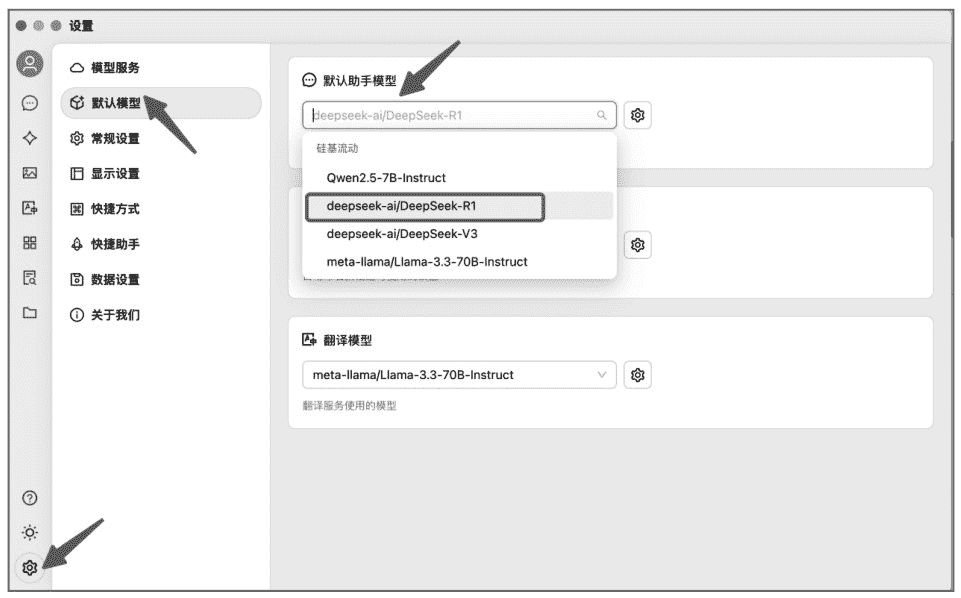 设置
模型服务
默认模型
常规设置
显示设置
快捷方式
快捷助手
数据设置
关于我们
默认助手模型
deepseek-ai/DeepSeek-R1
硅基流动
Qwen2.5-7B-Instruct
deepseek-ai/DeepSeek-R1
deepseek-ai/DeepSeek-V3
meta-llama/Llama-3.3-70B-Instruct
翻译模型
meta-llama/Llama-3.3-70B-Instruct
翻译服务使用的模型